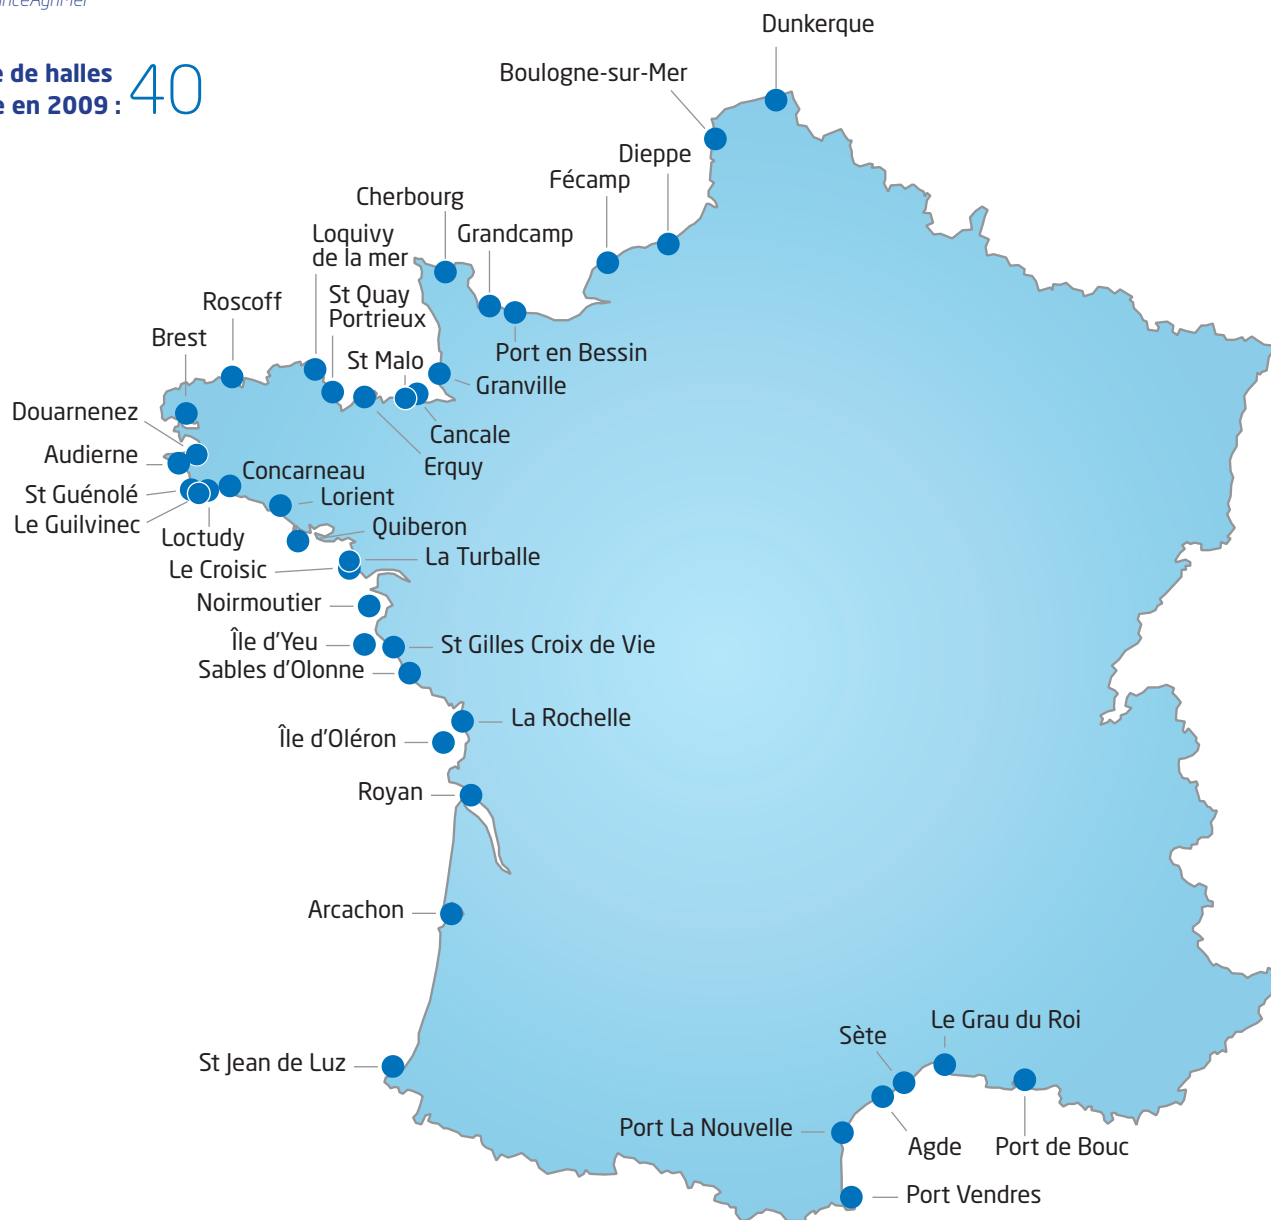 de halles
en 2009 : 40
Dunkerque
Boulogne-sur-Mer
Dieppe
Fécamp
Cherbourg
Grandcamp
Loquivy
de la mer
St Quay
Portrieux
Roscoff
Brest
St Malo
Port en Bessin
Granville
Douarnenez
Cancale
Audierne
Erquy
Concarneau
St Guénolé
Lorient
Le Guilvinec
Quiberon
Loctudy
La Turballe
Le Croisic
Noirmoutier
Île d'Yeu
St Gilles Croix de Vie
Sables d'Olonne
La Rochelle
Île d'Oléron
Royan
Arcachon
Le Grau du Roi
Sète
St Jean de Luz
Port La Nouvelle
Agde
Port de Bouc
Port Vendres